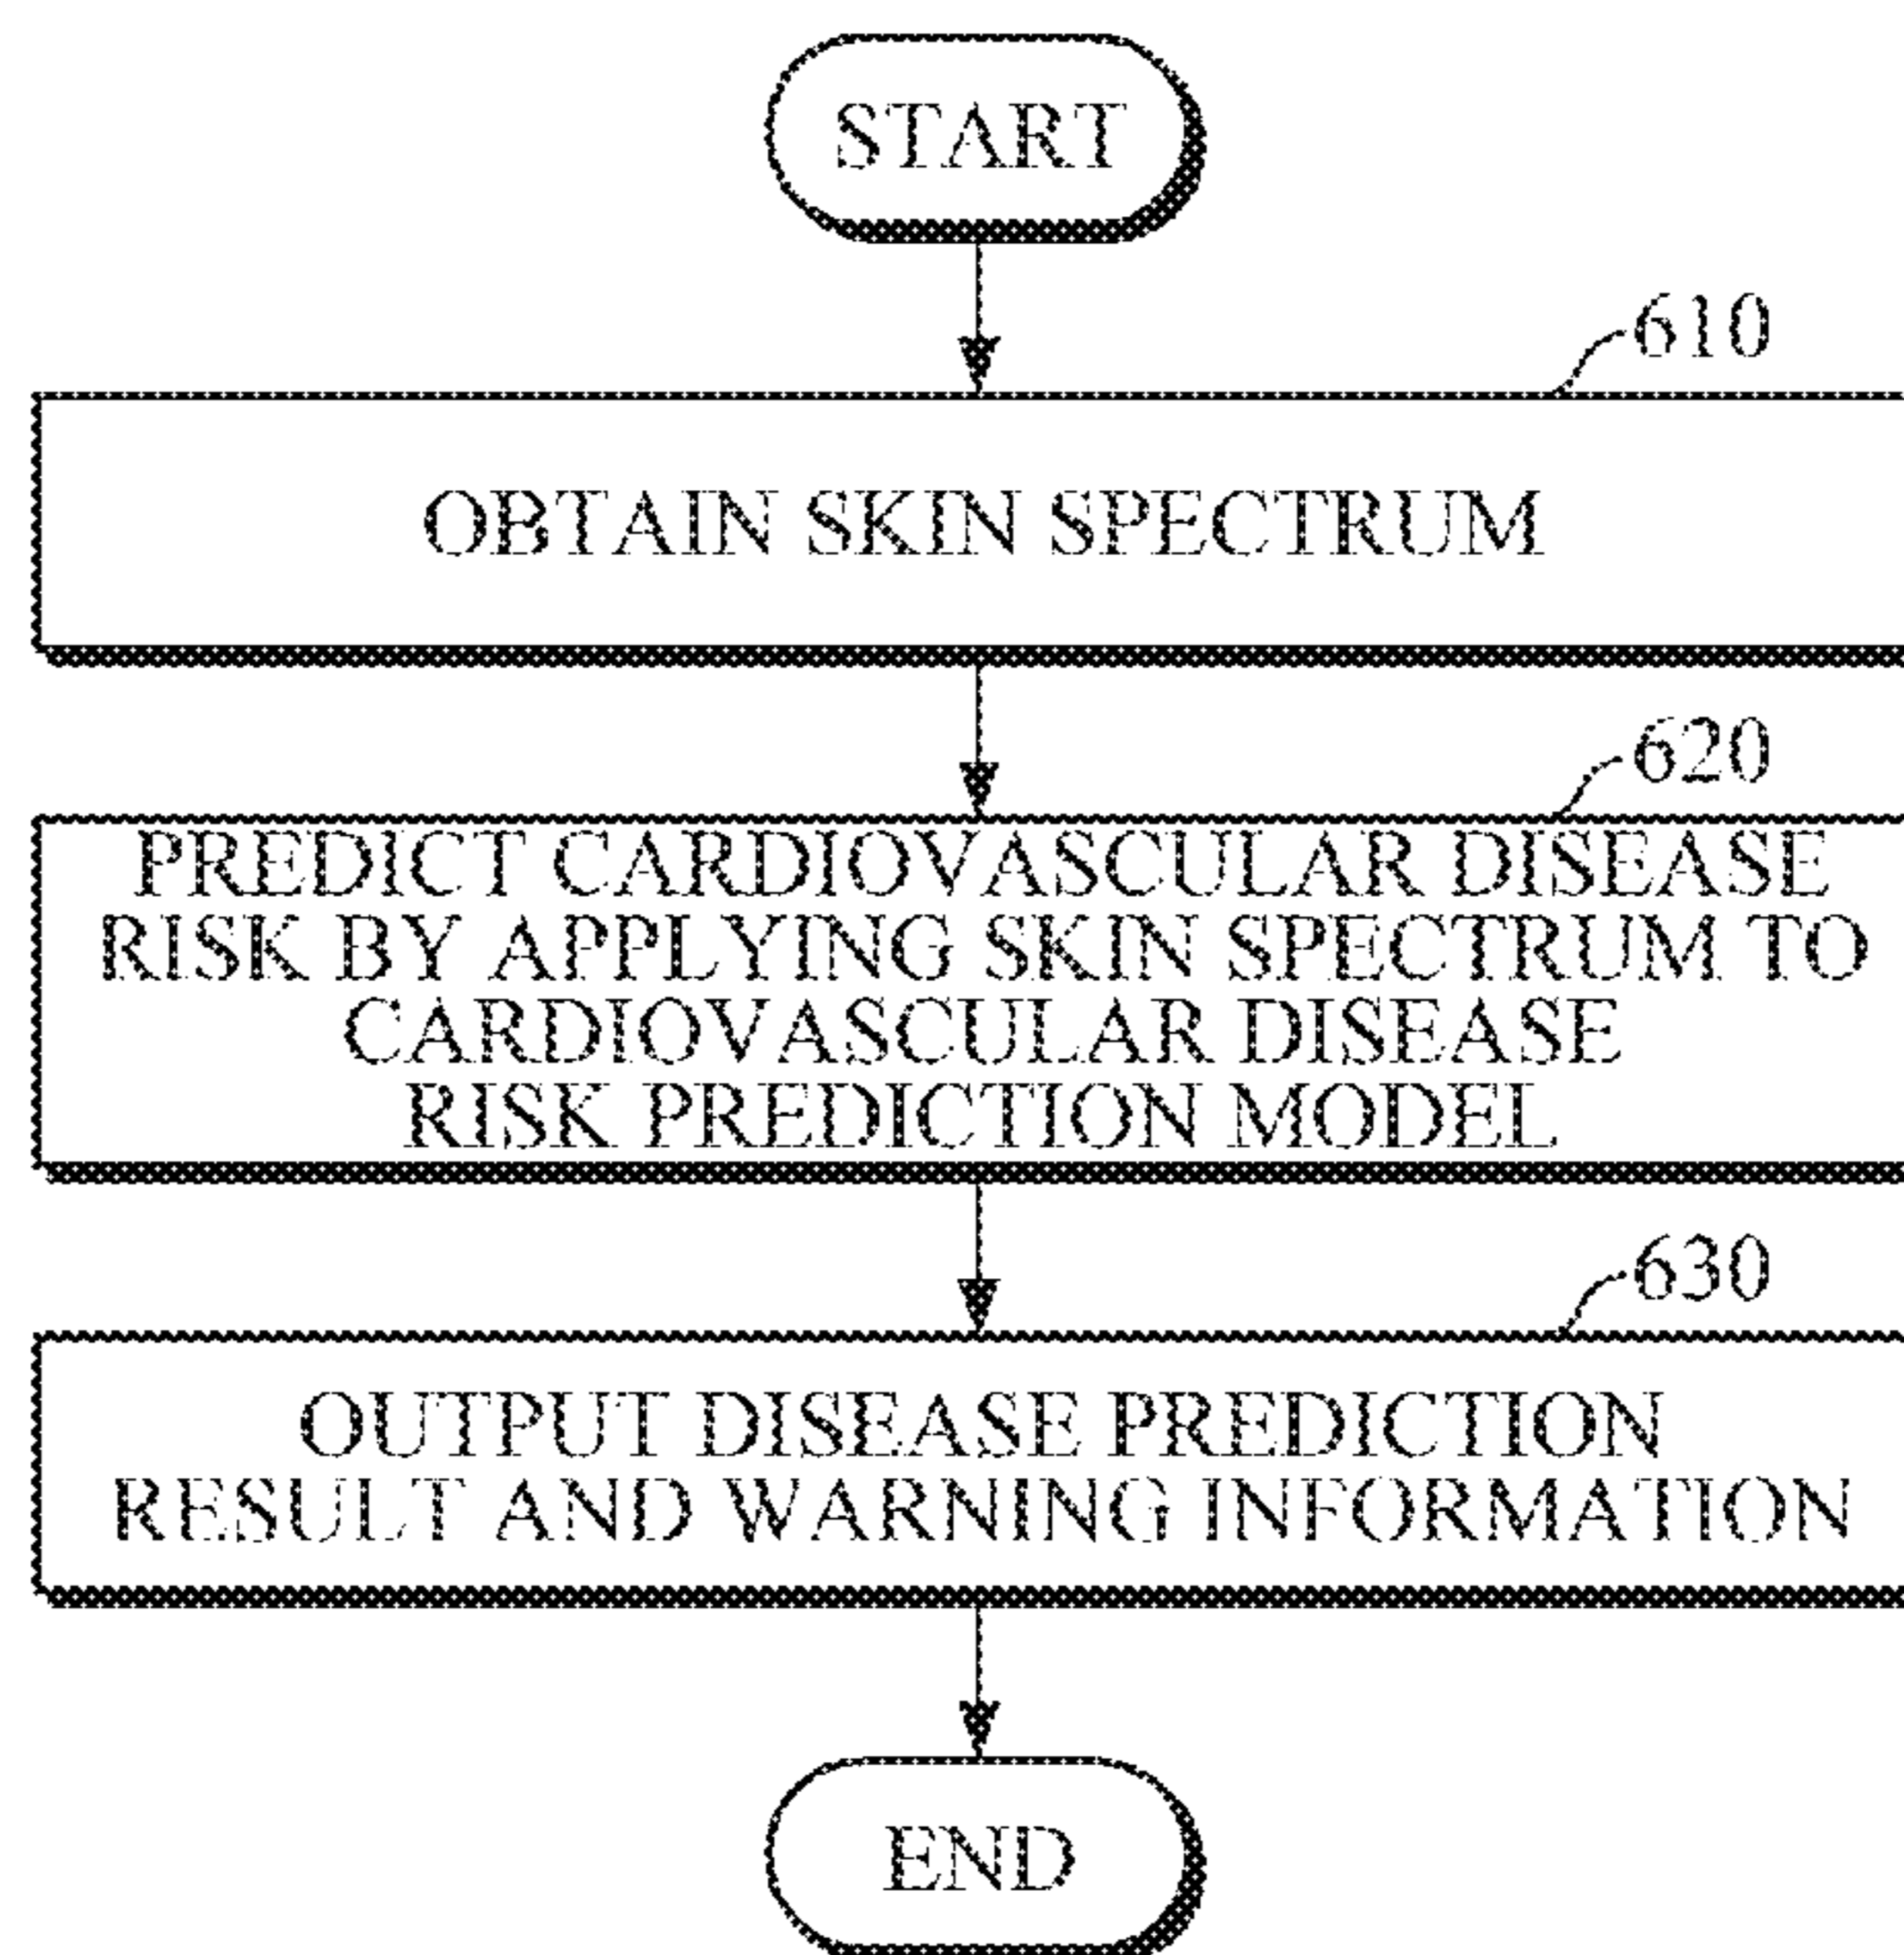 START
610
OBTAIN SKIN SPECTRUM
620
PREDICT CARDIOVASCULAR DISEASE
RISK BY APPLYING SKIN SPECTRUM TO
CARDIOVASCULAR DISEASE
RISK PREDICTION MODEL
630
OUTPUT DISEASE PREDICTION
RESULT AND WARNING INFORMATION
END